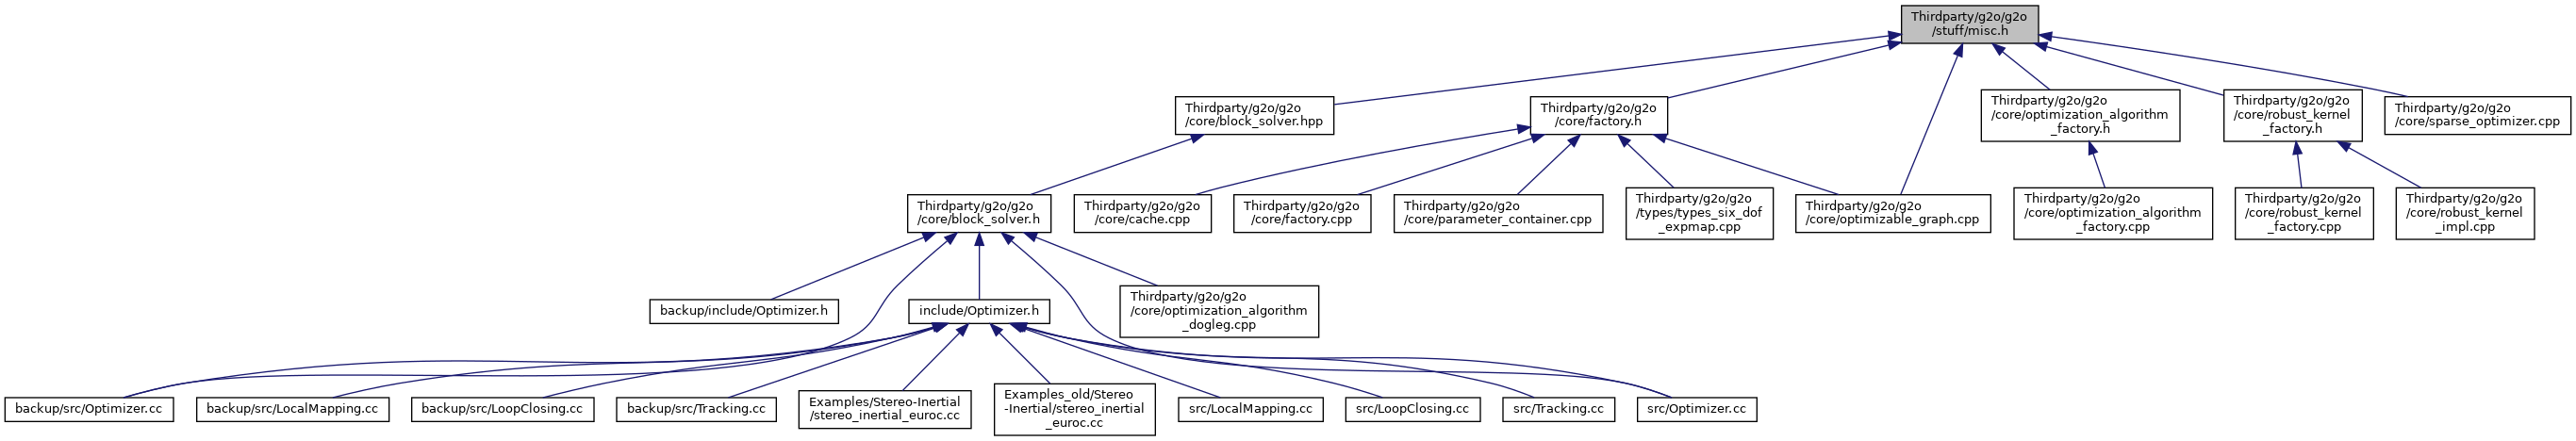 Thirdparty/g2o/g2o
/stuff/misc.h
Thirdparty/g2o/g2o
/core/block_solver.hpp
Thirdparty/g2o/g2o
/core/factory.h
Thirdparty/g2o/g2o
/core/optimization_algorithm
_factory.h
Thirdparty/g2o/g2o
/core/robust_kernel
_factory.h
Thirdparty/g2o/g2o
/core/sparse_optimizer.cpp
Thirdparty/g2o/g2o
/core/block_solver.h
Thirdparty/g2o/g2o
/core/cache.cpp
Thirdparty/g2o/g2o
/core/factory.cpp
Thirdparty/g2o/g2o
/core/parameter_container.cpp
Thirdparty/g2o/g2o
/types/types_six_dof
_expmap.cpp
Thirdparty/g2o/g2o
/core/optimizable_graph.cpp
Thirdparty/g2o/g2o
/core/optimization_algorithm
_factory.cpp
Thirdparty/g2o/g2o
/core/robust_kernel
_factory.cpp
Thirdparty/g2o/g2o
/core/robust_kernel
_impl.cpp
backup/include/Optimizer.h
include/Optimizer.h
Thirdparty/g2o/g2o
/core/optimization_algorithm
_dogleg.cpp
backup/src/Optimizer.cc
backup/src/LocalMapping.cc
backup/src/LoopClosing.cc
backup/src/Tracking.cc
Examples/Stereo-Inertial
/stereo_inertial_euroc.cc
Examples_old/Stereo
-Inertial/stereo_inertial
_euroc.cc
src/LocalMapping.cc
src/LoopClosing.cc
src/Tracking.cc
src/Optimizer.cc